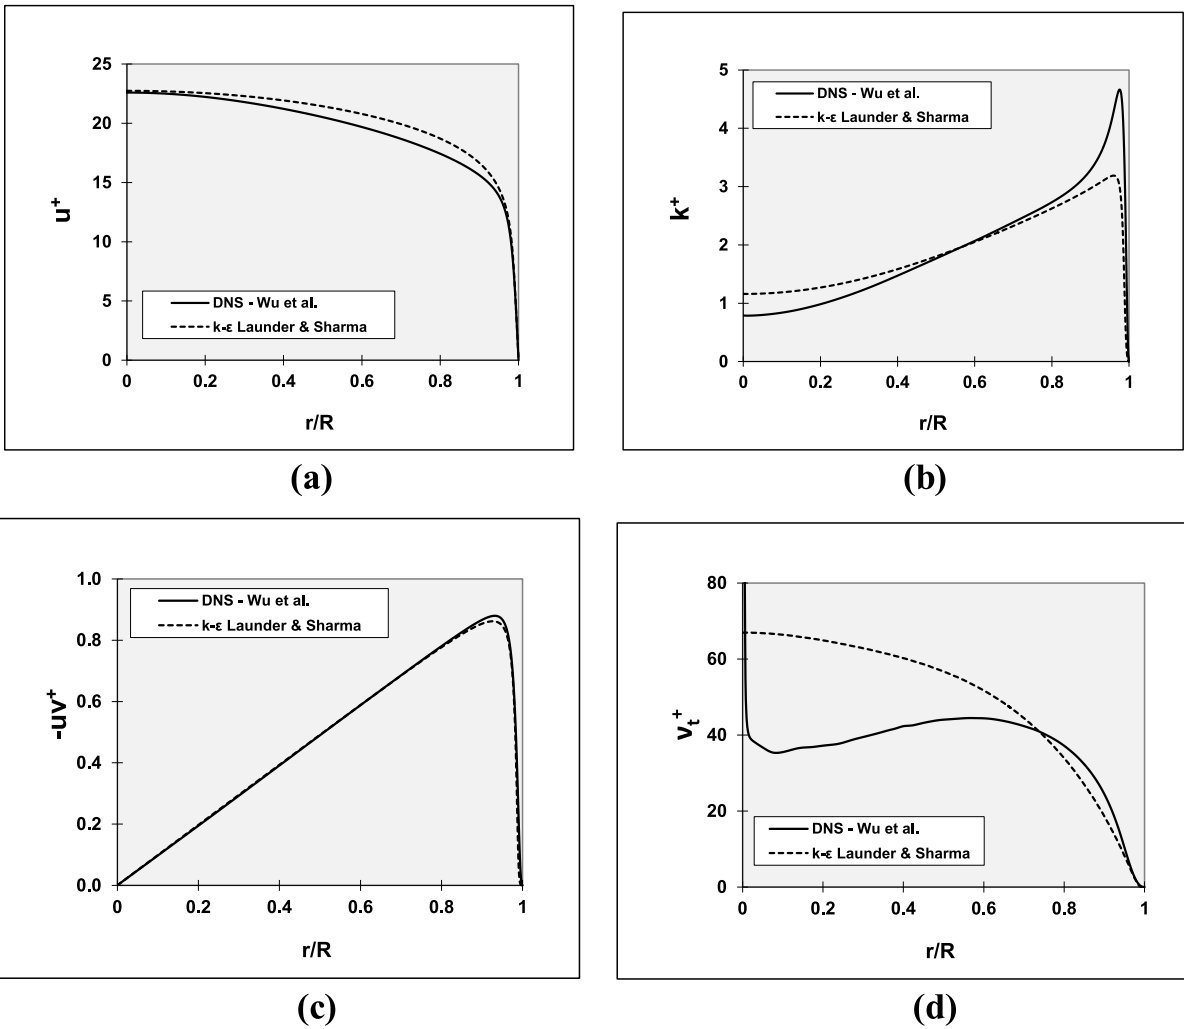 25
20
15
10
5
0
u+
DNS - Wu et al.
k-ε Launder & Sharma
0 0.2 0.4 0.6 0.8 1
r/R
(a)
5
4
3
2
1
0
k+
DNS - Wu et al.
k-ε Launder & Sharma
0 0.2 0.4 0.6 0.8 1
r/R
(b)
1.0
0.8
0.6
0.4
0.2
0.0
-uv+
DNS - Wu et al.
k-ε Launder & Sharma
0 0.2 0.4 0.6 0.8 1
r/R
(c)
80
60
40
20
0
νt+
DNS - Wu et al.
k-ε Launder & Sharma
0 0.2 0.4 0.6 0.8 1
r/R
(d)